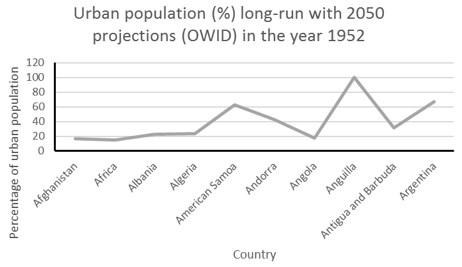 Urban population (%) long-run with 2050
projections (OWID) in the year 1952
Percentage of urban population
120
100
80
60
40
20
0
Afghanistan
Africa
Albania
Algeria
American Samoa
Andorra
Angola
Anguilla
Antigua and Barbuda
Argentina
Country